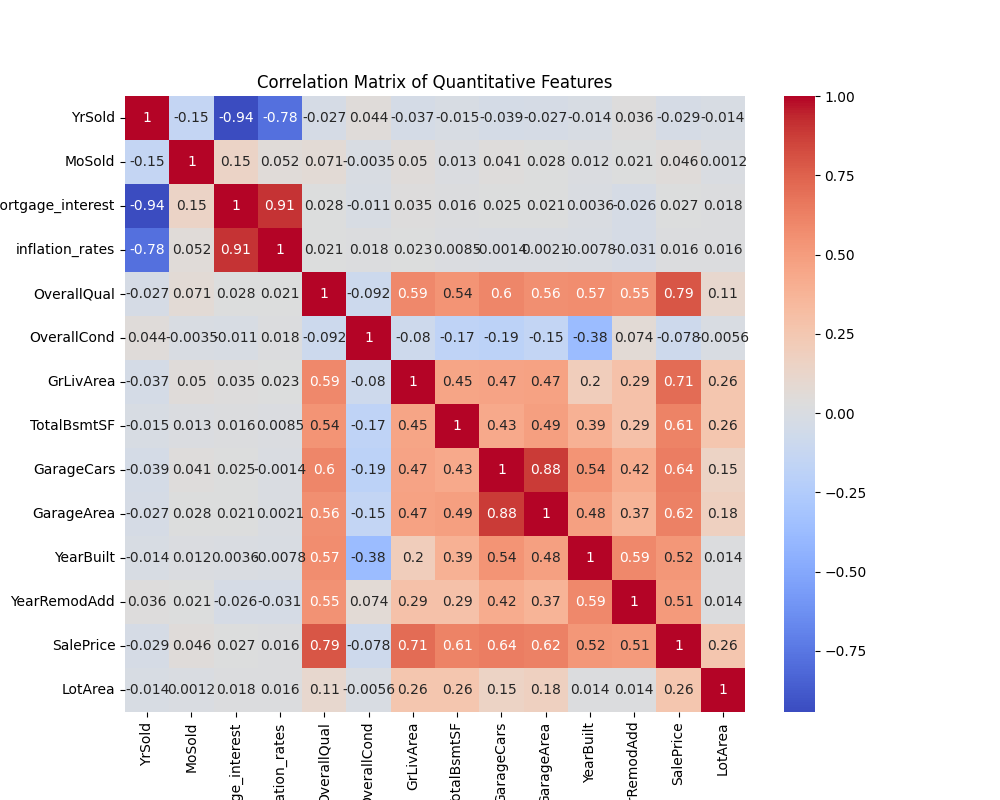 Correlation Matrix of Quantitative Features
YrSold 1 -0.15 -0.94 -0.78 -0.027 0.044 -0.037 -0.015 -0.039 -0.027 -0.014 0.036 -0.029 -0.014
MoSold -0.15 1 0.15 0.052 0.071 -0.0035 0.05 0.013 0.041 0.028 0.012 0.021 0.046 0.0012
ortgage_interest -0.94 0.15 1 0.91 0.028 -0.011 0.035 0.016 0.025 0.021 0.0036 -0.026 0.027 0.018
inflation_rates -0.78 0.052 0.91 1 0.021 0.018 0.023 0.0085 -0.0014 0.0021 -0.0078 -0.031 0.016 0.016
OverallQual -0.027 0.071 0.028 0.021 1 -0.092 0.59 0.54 0.6 0.56 0.57 0.55 0.79 0.11
OverallCond 0.044 -0.0035 -0.011 0.018 -0.092 1 -0.08 -0.17 -0.19 -0.15 -0.38 0.074 -0.078 -0.0056
GrLivArea -0.037 0.05 0.035 0.023 0.59 -0.08 1 0.45 0.47 0.47 0.2 0.29 0.71 0.26
TotalBsmtSF -0.015 0.013 0.016 0.0085 0.54 -0.17 0.45 1 0.43 0.49 0.39 0.29 0.61 0.26
GarageCars -0.039 0.041 0.025 -0.0014 0.6 -0.19 0.47 0.43 1 0.88 0.54 0.42 0.64 0.15
GarageArea -0.027 0.028 0.021 0.0021 0.56 -0.15 0.47 0.49 0.88 1 0.48 0.37 0.62 0.18
YearBuilt -0.014 0.012 0.0036 -0.0078 0.57 -0.38 0.2 0.39 0.54 0.48 1 0.59 0.52 0.014
YearRemodAdd 0.036 0.021 -0.026 -0.031 0.55 0.074 0.29 0.29 0.42 0.37 0.59 1 0.51 0.014
SalePrice -0.029 0.046 0.027 0.016 0.79 -0.078 0.71 0.61 0.64 0.62 0.52 0.51 1 0.26
LotArea -0.014 0.0012 0.018 0.016 0.11 -0.0056 0.26 0.26 0.15 0.18 0.014 0.014 0.26 1
YrSold
MoSold
ge_interest
ation_rates
OverallQual
OverallCond
GrLivArea
otalBsmtSF
GarageCars
GarageArea
YearBuilt
rRemodAdd
SalePrice
LotArea
1.00
0.75
0.50
0.25
0.00
−0.25
−0.50
−0.75